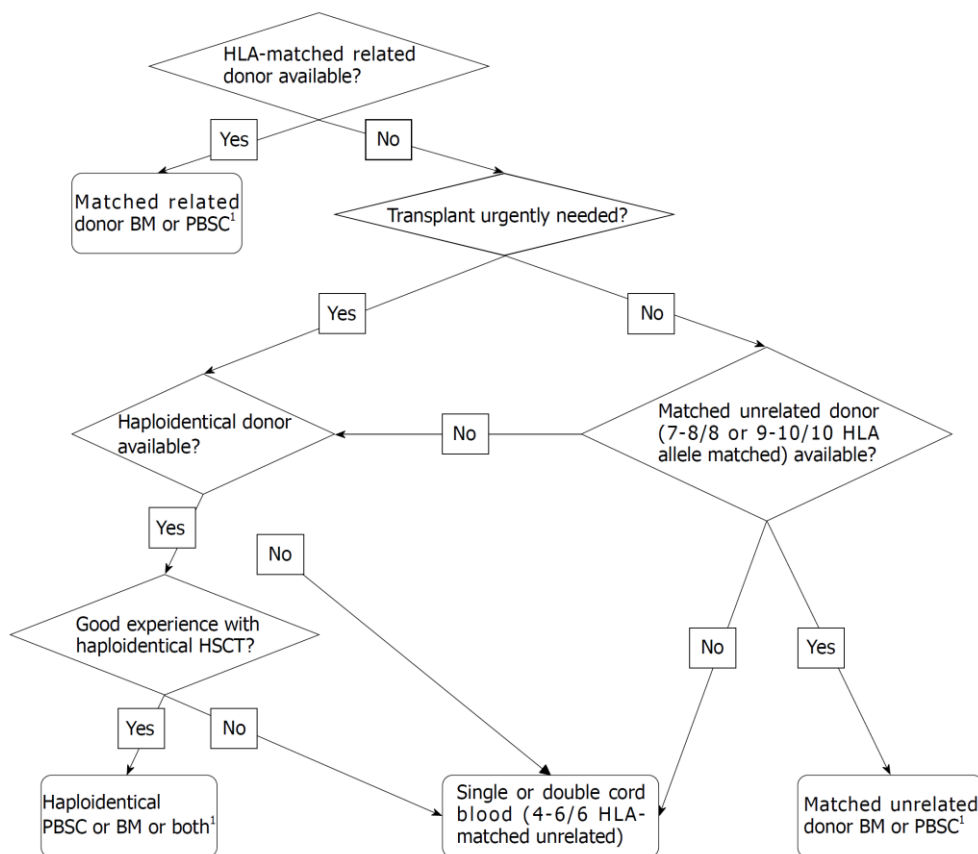 HLA-matched related
donor available?
Yes
No
Matched related
donor BM or PBSC¹
Transplant urgently needed?
Yes
No
Haploidentical donor
available?
No
Matched unrelated donor
(7-8/8 or 9-10/10 HLA
allele matched) available?
Yes
No
Good experience with
haploidentical HSCT?
No
Yes
Yes
No
Haploidentical
PBSC or BM or both¹
Single or double cord
blood (4-6/6 HLA-
matched unrelated)
Matched unrelated
donor BM or PBSC¹